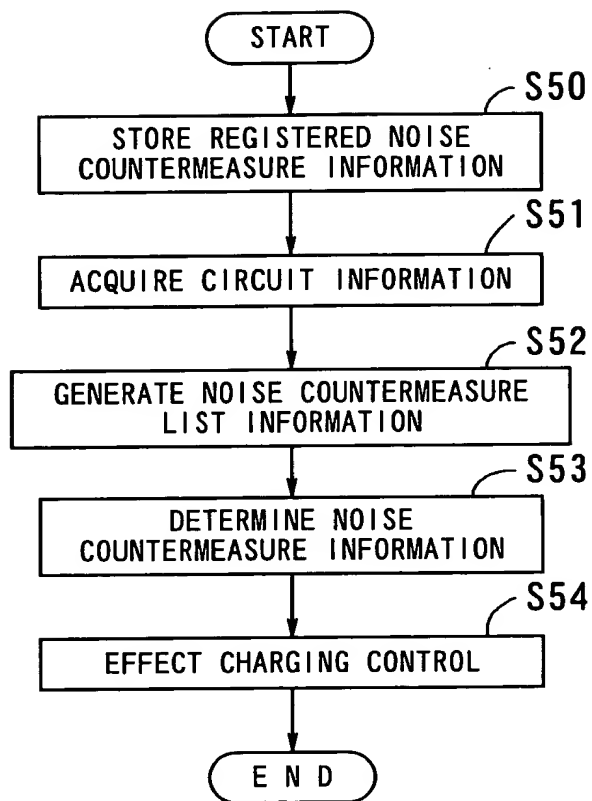 START
S50
STORE REGISTERED NOISE
COUNTERMEASURE INFORMATION
S51
ACQUIRE CIRCUIT INFORMATION
S52
GENERATE NOISE COUNTERMEASURE
LIST INFORMATION
S53
DETERMINE NOISE
COUNTERMEASURE INFORMATION
S54
EFFECT CHARGING CONTROL
END